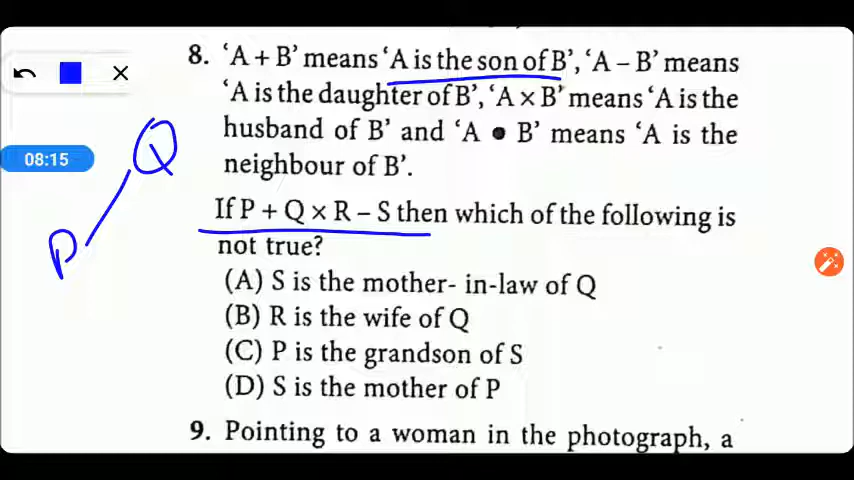 8. ‘A + B’ means ‘A is the son of B’, ‘A – B’ means
‘A is the daughter of B’, ‘A × B’ means ‘A is the
husband of B’ and ‘A ● B’ means ‘A is the
neighbour of B’.
08:15
Q
P
If P + Q × R – S then which of the following is
not true?
(A) S is the mother- in-law of Q
(B) R is the wife of Q
(C) P is the grandson of S
(D) S is the mother of P
9. Pointing to a woman in the photograph, a